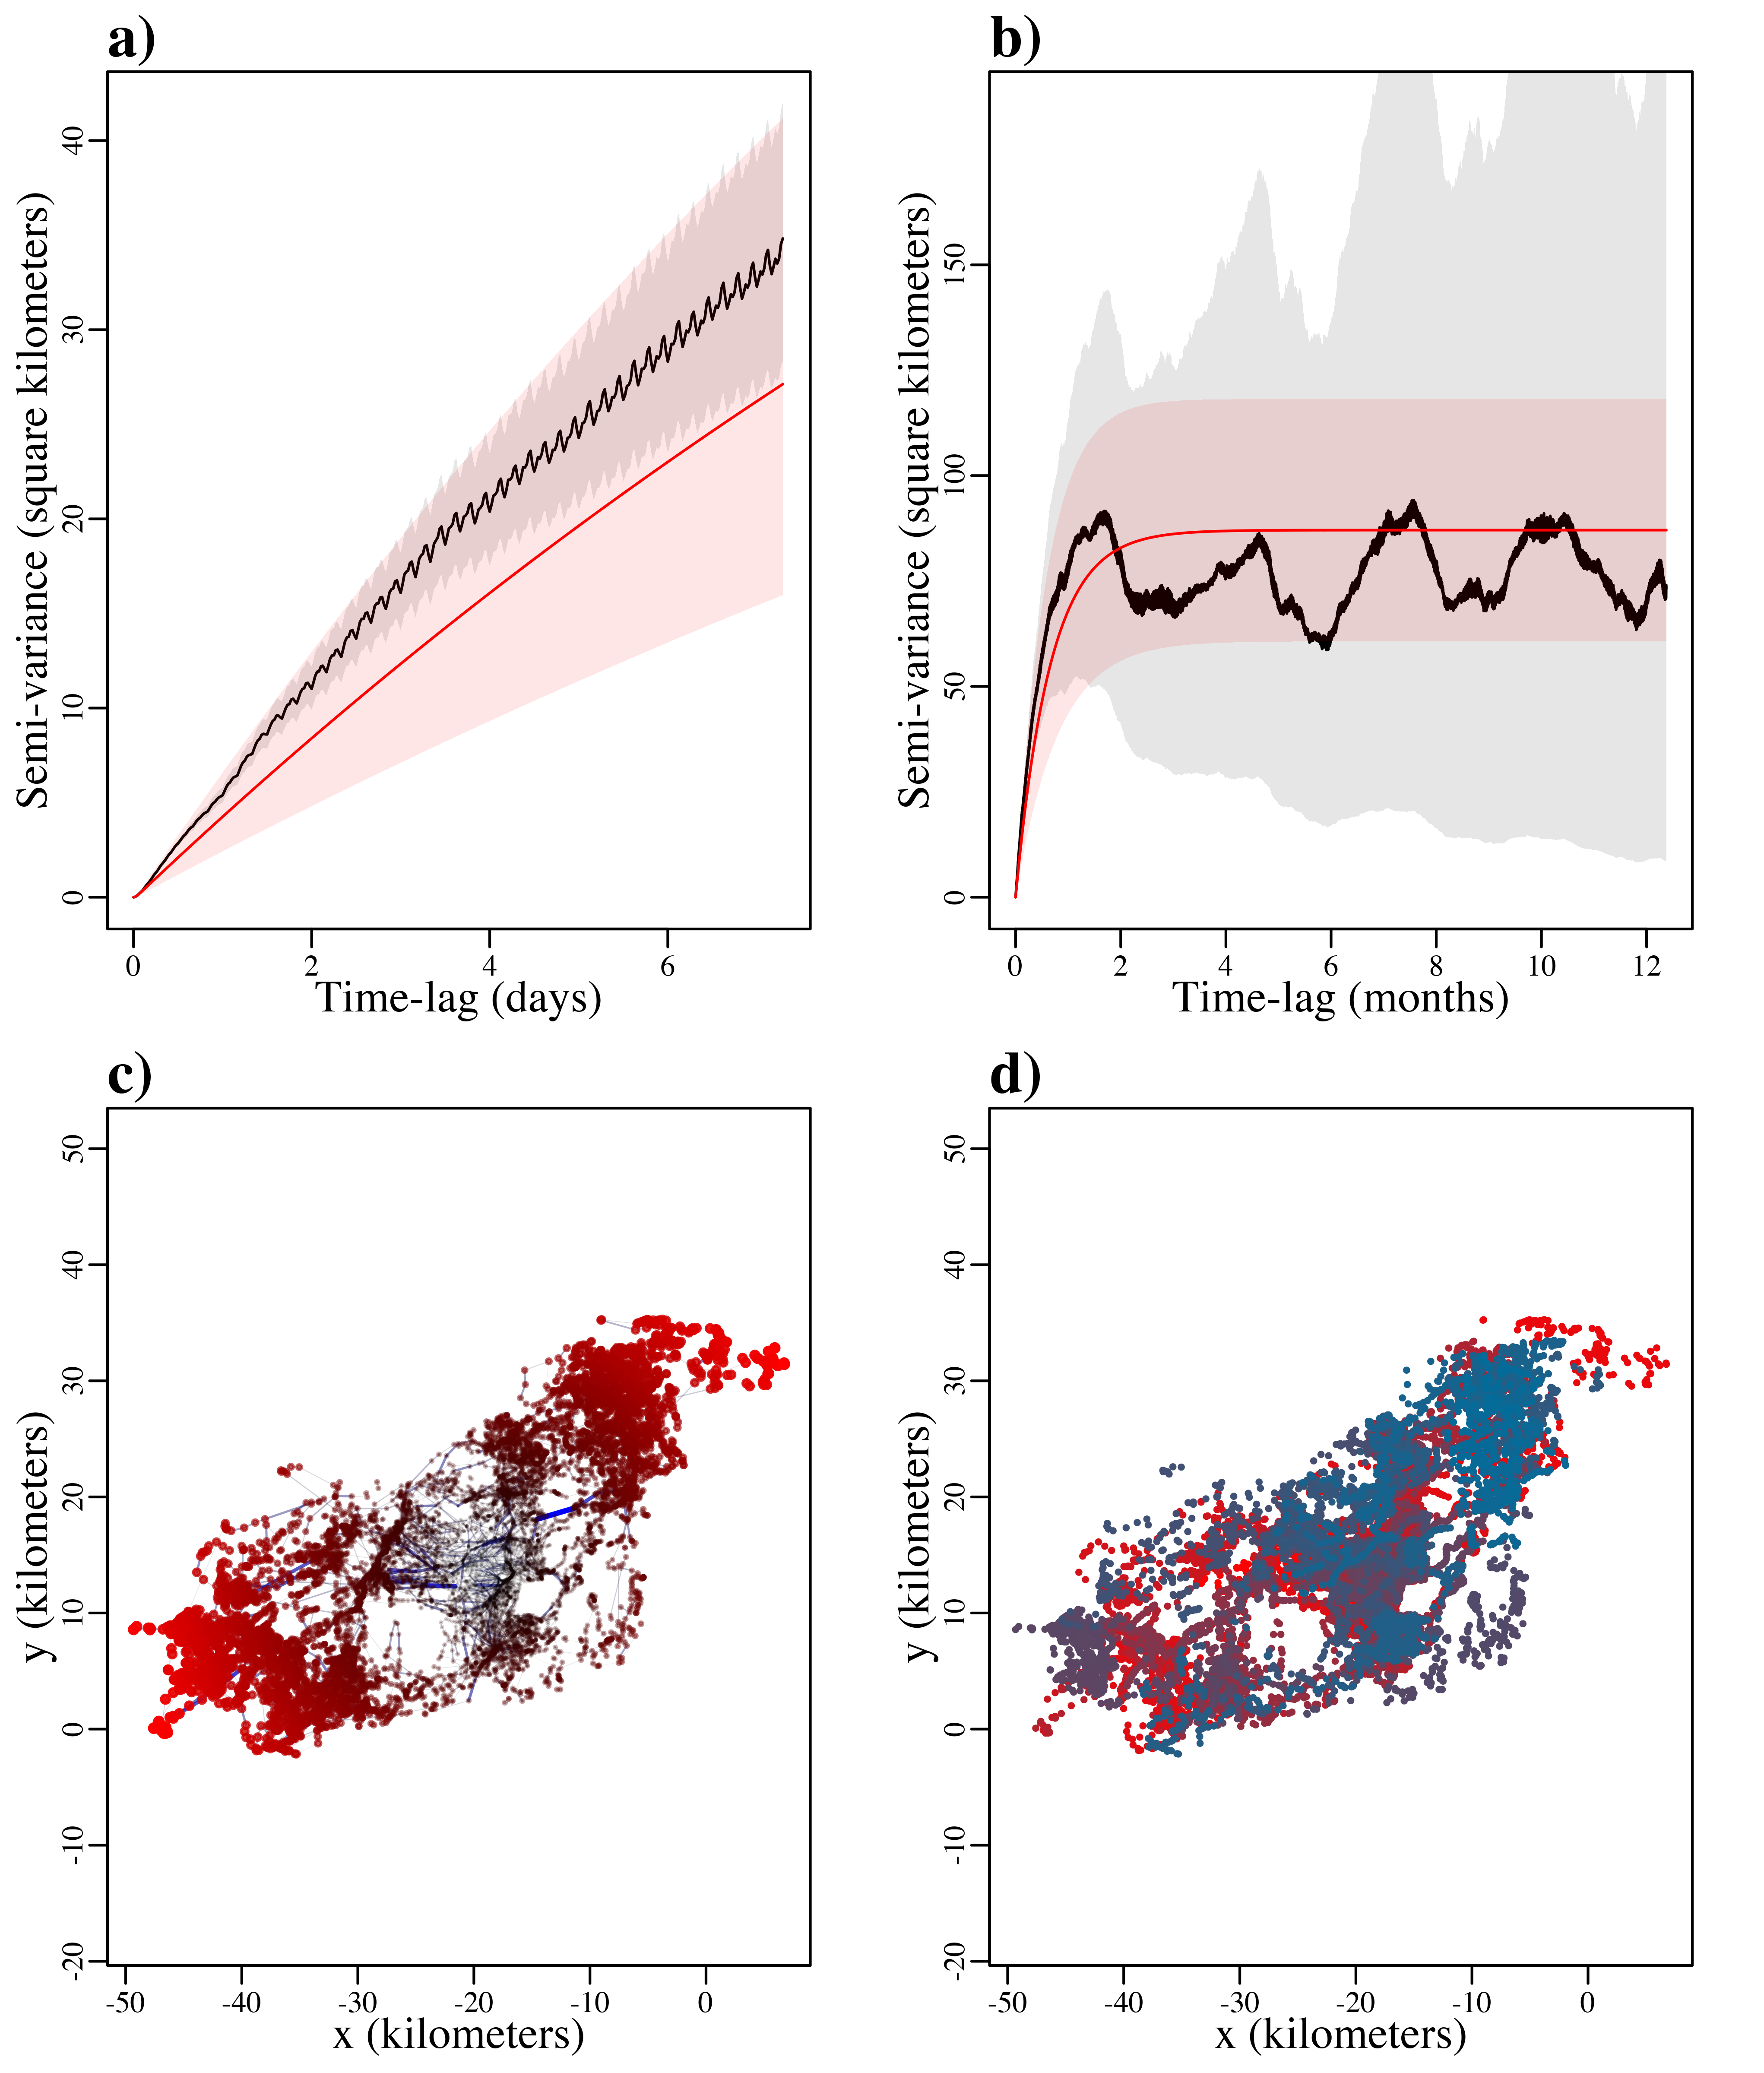 a)
Semi-variance (square kilometers)
0 10 20 30 40
0 2 4 6
Time-lag (days)
b)
Semi-variance (square kilometers)
0 50 100 150
0 2 4 6 8 10 12
Time-lag (months)
c)
y (kilometers)
-20 -10 0 10 20 30 40 50
-50 -40 -30 -20 -10 0
x (kilometers)
d)
y (kilometers)
-20 -10 0 10 20 30 40 50
-50 -40 -30 -20 -10 0
x (kilometers)